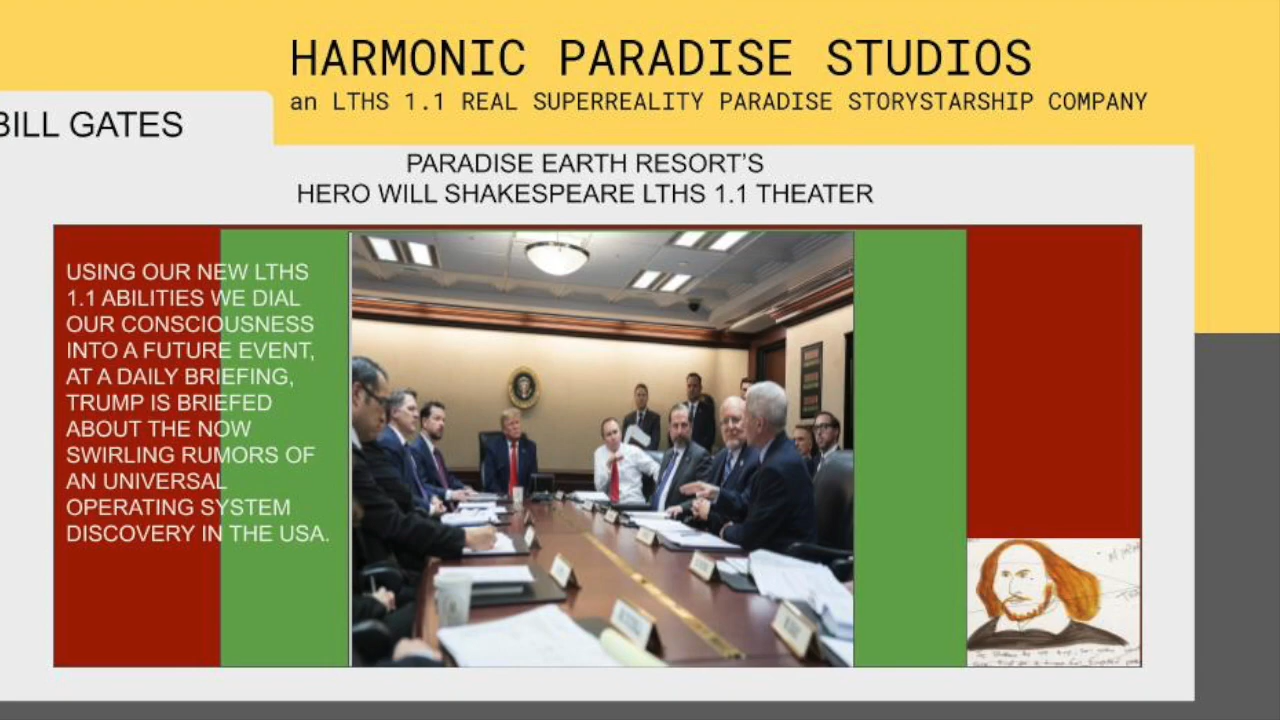 HARMONIC PARADISE STUDIOS
an LTHS 1.1 REAL SUPERREALITY PARADISE STORYSTARSHIP COMPANY
BILL GATES
PARADISE EARTH RESORT'S
HERO WILL SHAKESPEARE LTHS 1.1 THEATER
USING OUR NEW LTHS
1.1 ABILITIES WE DIAL
OUR CONSCIOUSNESS
INTO A FUTURE EVENT,
AT A DAILY BRIEFING,
TRUMP IS BRIEFED
ABOUT THE NOW
SWIRLING RUMORS OF
AN UNIVERSAL
OPERATING SYSTEM
DISCOVERY IN THE USA.